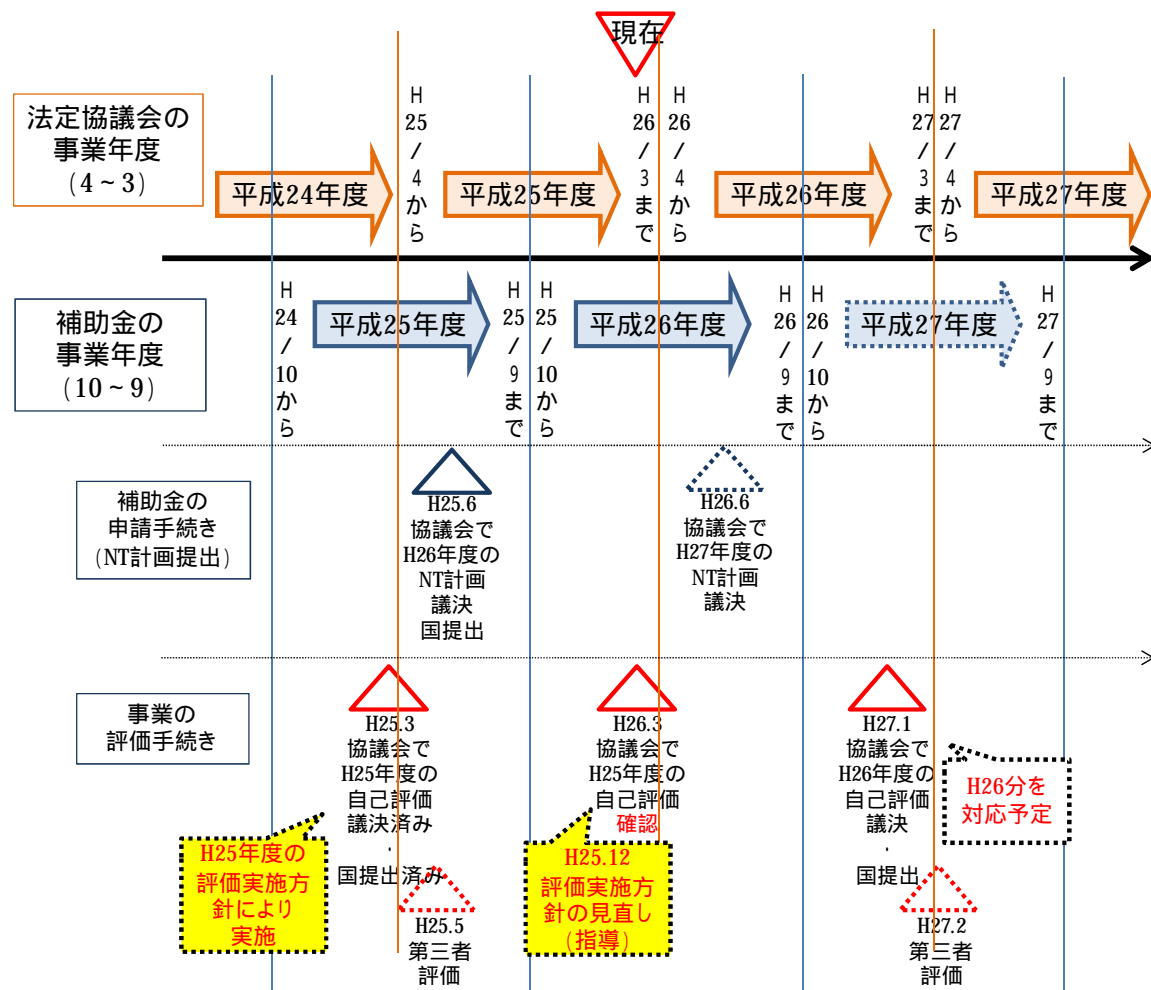 現在
法定協議会の
事業年度
(4~3)
平成24年度
H
25
/
4
か
ら
平成25年度
H
26
/
3
ま
で
H
26
/
4
か
ら
平成26年度
H
27
/
3
ま
で
H
27
/
4
か
ら
平成27年度
補助金の
事業年度
(10~9)
H
24
/
10
か
ら
平成25年度
H
25
/
9
ま
で
H
25
/
10
か
ら
平成26年度
H
26
/
9
ま
で
H
26
/
10
か
ら
平成27年度
H
27
/
9
ま
で
補助金の
申請手続き
(NT計画提出)
H25.6
協議会で
H26年度の
NT計画
議決
国提出
H26.6
協議会で
H27年度の
NT計画
議決
事業の
評価手続き
H25.3
協議会で
H25年度の
自己評価
議決済み
・
国提出済み
H25年度の
評価実施方
針により
実施
H25.5
第三者
評価
H26.3
協議会で
H25年度の
自己評価
確認
H25.12
評価実施方
針の見直し
(指導)
H27.1
協議会で
H26年度の
自己評価
議決
・
国提出
H27.2
第三者
評価
H26分を
対応予定